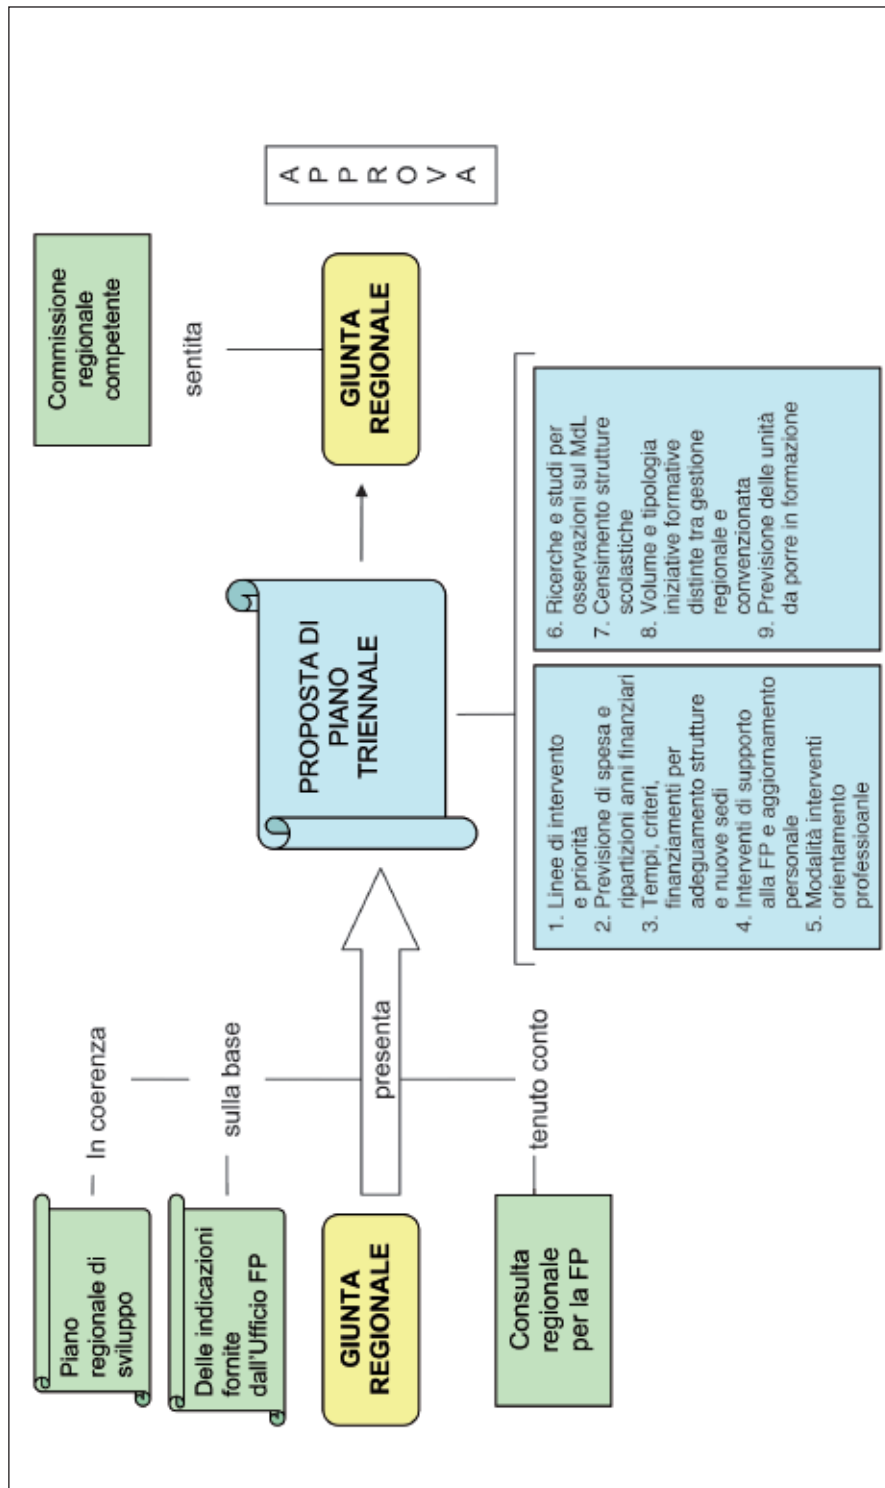 Piano
regionale di
sviluppo
In coerenza
Delle indicazioni
fornite
dall'Ufficio FP
sulla base
GIUNTA
REGIONALE
presenta
Consulta
regionale
per la FP
tenuto conto
PROPOSTA DI
PIANO
TRIENNALE
1. Linee di intervento
e priorità
2. Previsione di spesa e
ripartizioni anni finanziari
3. Tempi, criteri,
finanziamenti per
adeguamento strutture
e nuove sedi
4. Interventi di supporto
alla FP e aggiornamento
personale
5. Modalità interventi
orientamento
professioanle
6. Ricerche e studi per
osservazioni sul MdL
7. Censimento strutture
scolastiche
8. Volume e tipologia
iniziative formative
distinte tra gestione
regionale e
convenzionata
9. Previsione delle unità
da porre in formazione
Commissione
regionale
competente
sentita
GIUNTA
REGIONALE
A
P
P
R
O
V
A